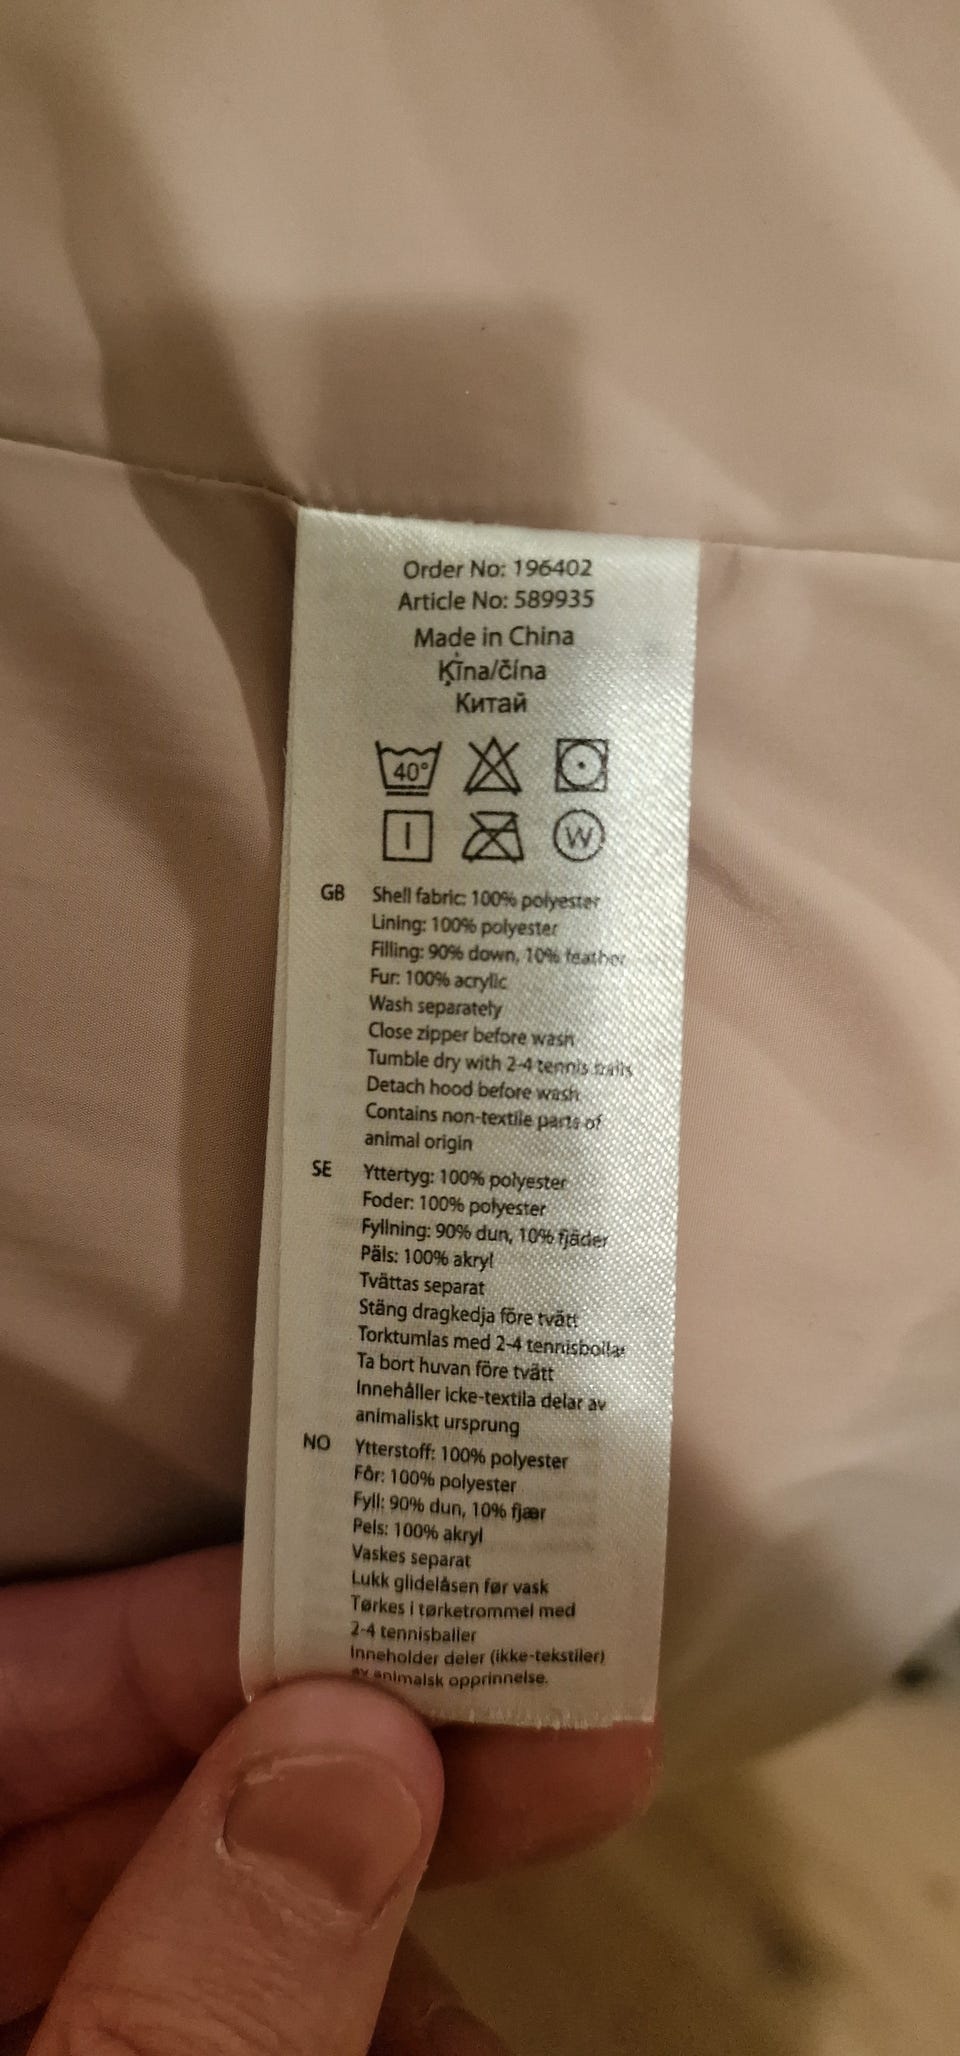 Order No: 196402
Article No: 589935
Made in China
Ķīna/čína
Китай
40°
W
GB Shell fabric: 100% polyester
Lining: 100% polyester
Filling: 90% down, 10% feather
Fur: 100% acrylic
Wash separately
Close zipper before wash
Tumble dry with 2-4 tennis balls
Detach hood before wash
Contains non-textile parts of
animal origin
SE Yttertyg: 100% polyester
Foder: 100% polyester
Fyllning: 90% dun, 10% fjäder
Päls: 100% akryl
Tvättas separat
Stäng dragkedja före tvätt
Torktumlas med 2-4 tennisbollar
Ta bort huvan före tvätt
Innehåller icke-textila delar av
animaliskt ursprung
NO Ytterstoff: 100% polyester
Fôr: 100% polyester
Fyll: 90% dun, 10% fjær
Pels: 100% akryl
Vaskes separat
Lukk glidelåsen før vask
Tørkes i tørketrommel med
2-4 tennisballer
Inneholder deler (ikke-tekstiler)
av animalsk opprinnelse.